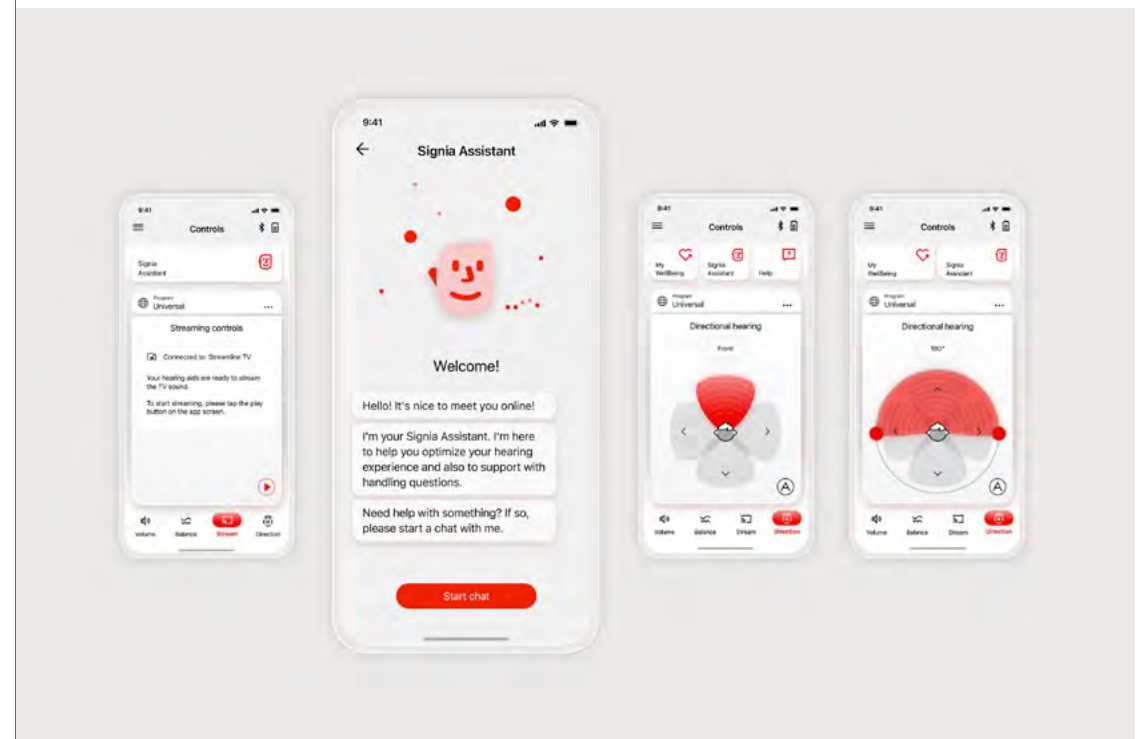 9:41
Controls
Signia
Assistant
Program
Universal
...
Streaming controls
Connected to: Streamline TV
Your hearing aids are ready to stream
the TV sound.
To start streaming, please tap the play
button on the app screen.
Volume
Balance
Stream
Direction
9:41
Signia Assistant
Welcome!
Hello! It's nice to meet you online!
I'm your Signia Assistant. I'm here
to help you optimize your hearing
experience and also to support with
handling questions.
Need help with something? If so,
please start a chat with me.
Start chat
9:41
Controls
My
WellBeing
Signia
Assistant
?
Help
Program
Universal
...
Directional hearing
Front
A
Volume
Balance
Stream
Direction
9:41
Controls
My
WellBeing
Signia
Assistant
Program
Universal
...
Directional hearing
180°
A
Volume
Balance
Stream
Direction